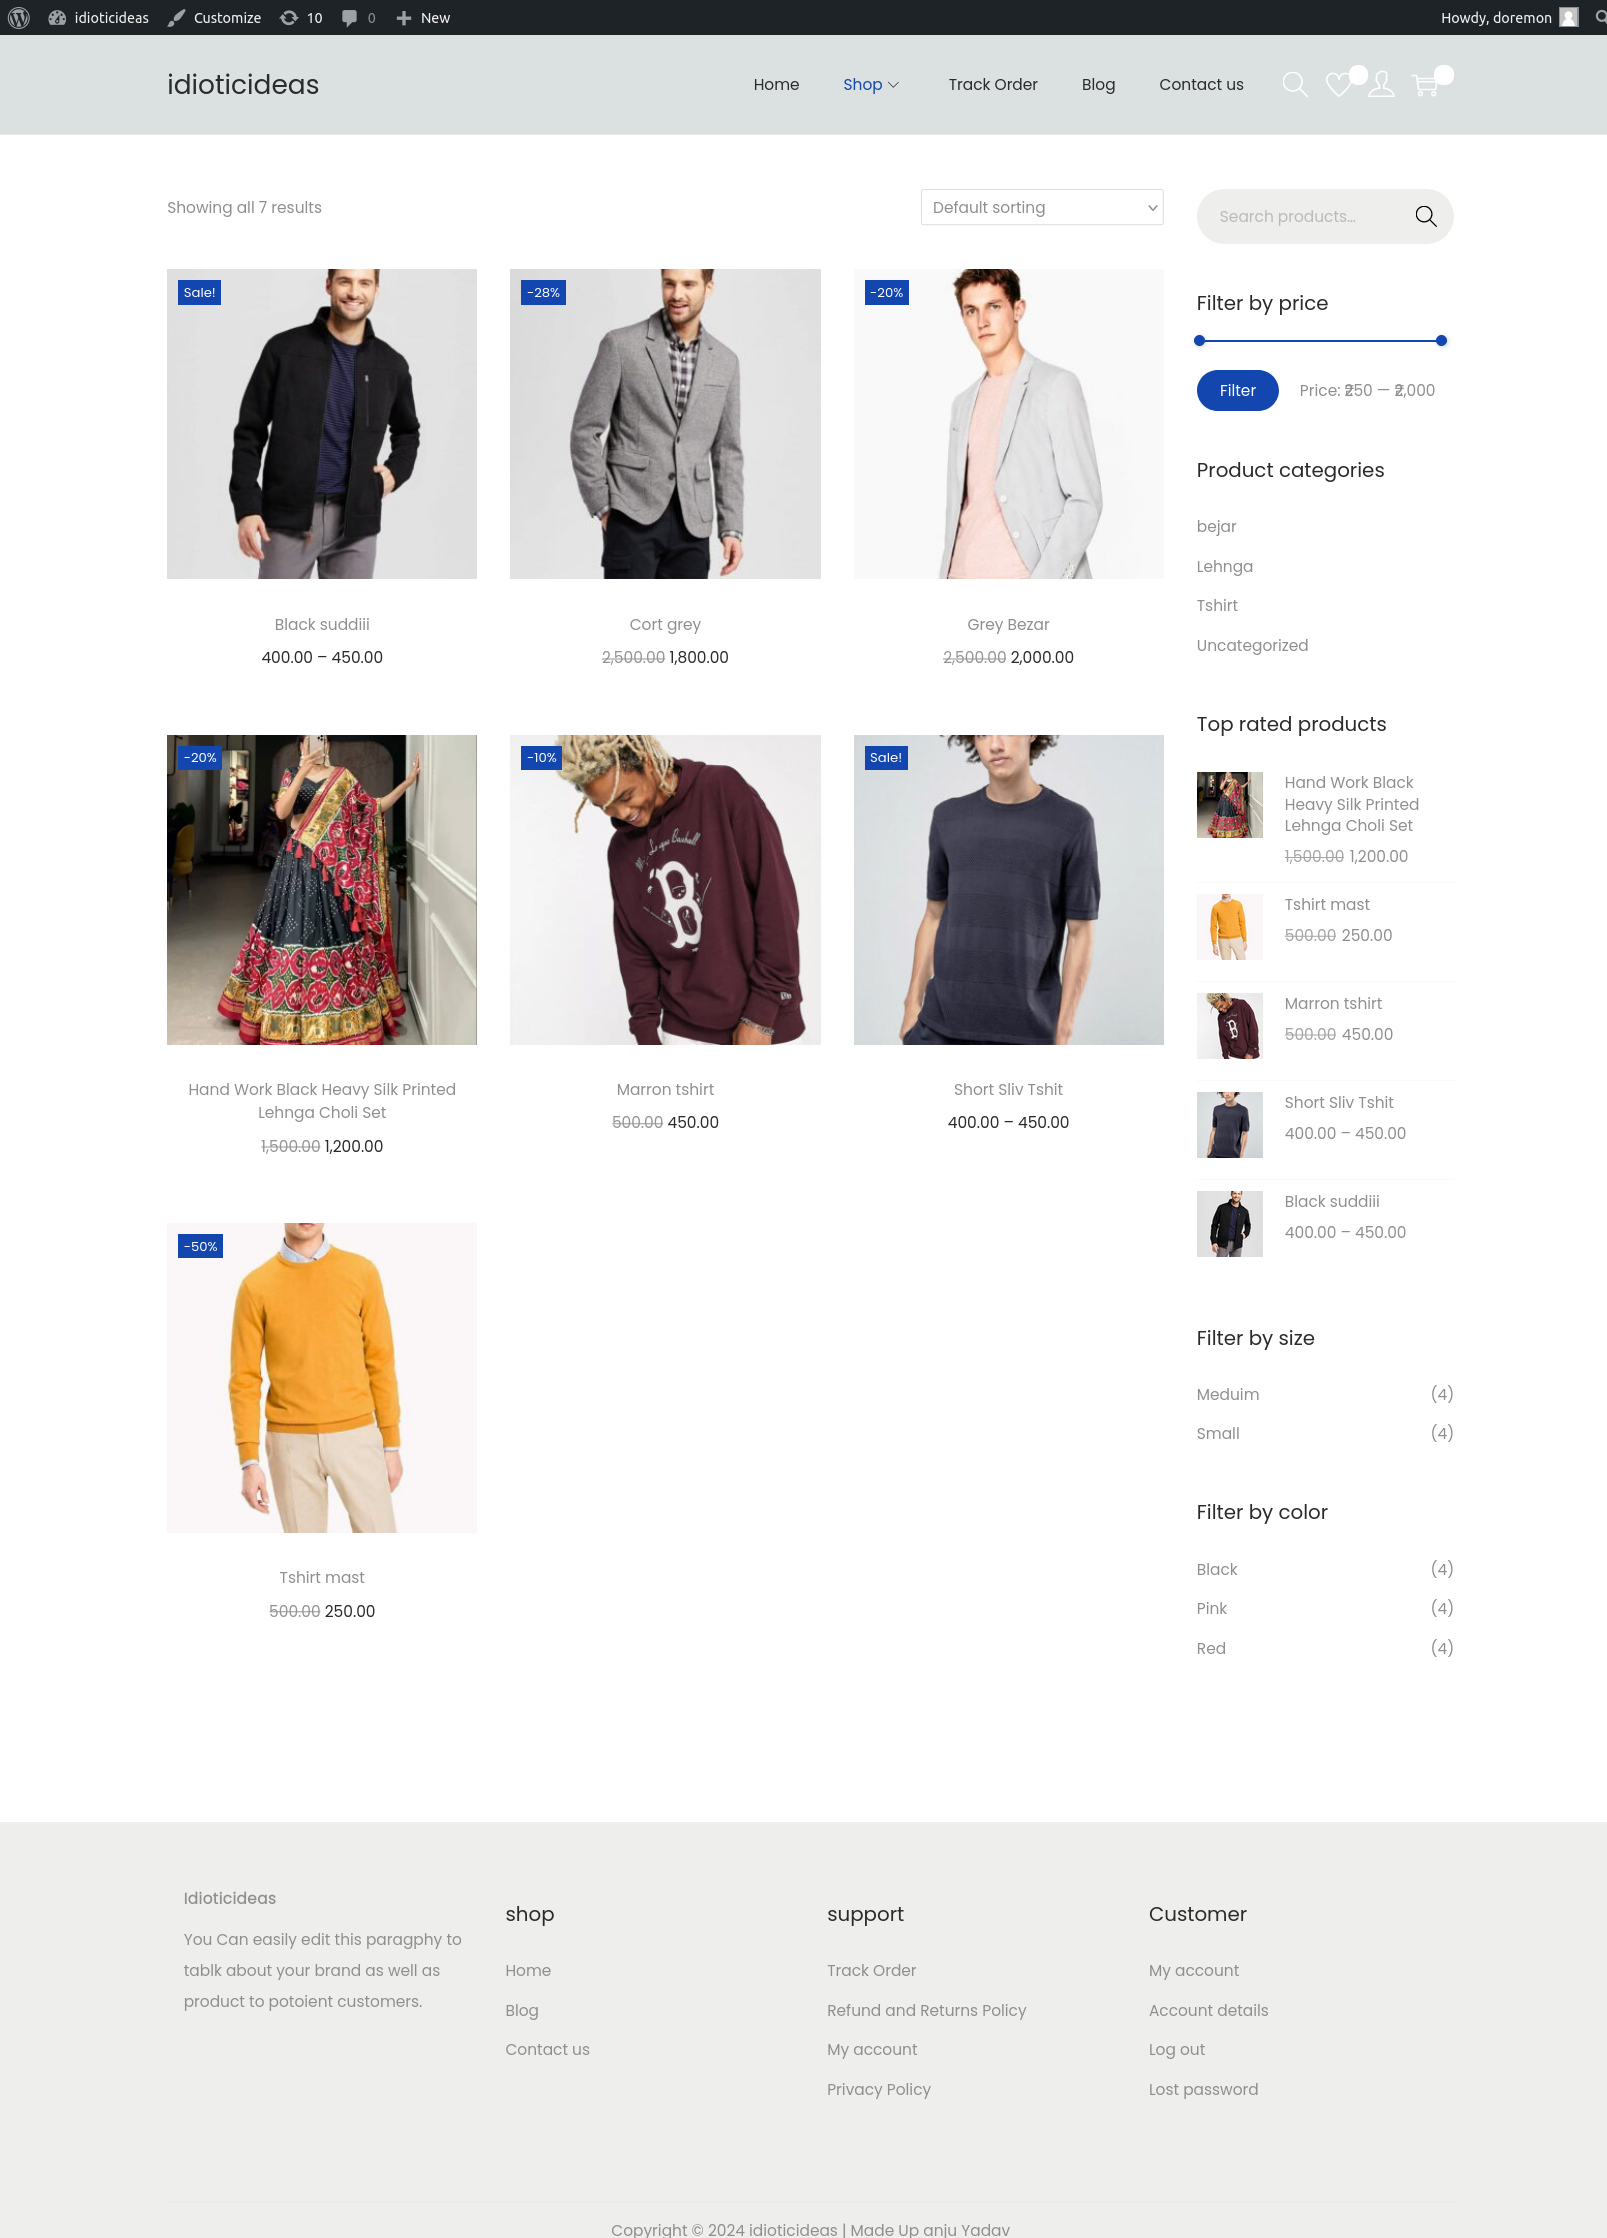 idioticideas
Customize
10
0
New
Howdy, doremon
idioticideas
Home
Shop
Track Order
Blog
Contact us
Showing all 7 results
Default sorting
Search products…
Sale!
-28%
-20%
Filter by price
Filter
Price: ₹250 — ₹2,000
Product categories
bejar
Lehnga
Tshirt
Uncategorized
Black suddiii
400.00 – 450.00
Cort grey
2,500.00 1,800.00
Grey Bezar
2,500.00 2,000.00
Top rated products
Hand Work Black
Heavy Silk Printed
Lehnga Choli Set
1,500.00 1,200.00
Tshirt mast
500.00 250.00
Marron tshirt
500.00 450.00
Short Sliv Tshit
400.00 – 450.00
Black suddiii
400.00 – 450.00
-20%
-10%
B
Sale!
Hand Work Black Heavy Silk Printed
Lehnga Choli Set
1,500.00 1,200.00
Marron tshirt
500.00 450.00
Short Sliv Tshit
400.00 – 450.00
-50%
Tshirt mast
500.00 250.00
Filter by size
Meduim (4)
Small (4)
Filter by color
Black (4)
Pink (4)
Red (4)
Idioticideas
You Can easily edit this paragphy to
tablk about your brand as well as
product to potoient customers.
shop
Home
Blog
Contact us
support
Track Order
Refund and Returns Policy
My account
Privacy Policy
Customer
My account
Account details
Log out
Lost password
Copyright © 2024 idioticideas | Made Up anju Yadav